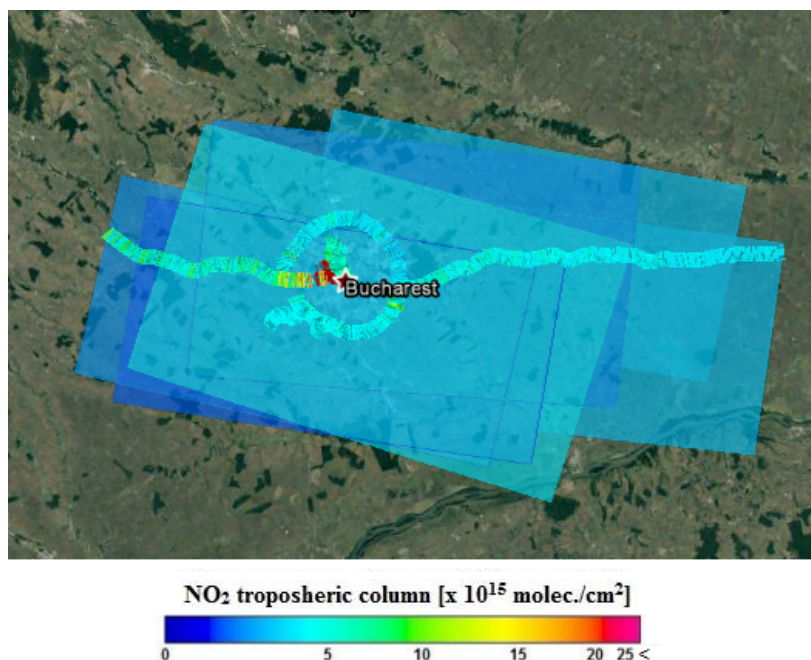 Bucharest
NO₂ troposheric column [x 10¹⁵ molec./cm²]
0 5 10 15 20 25 <